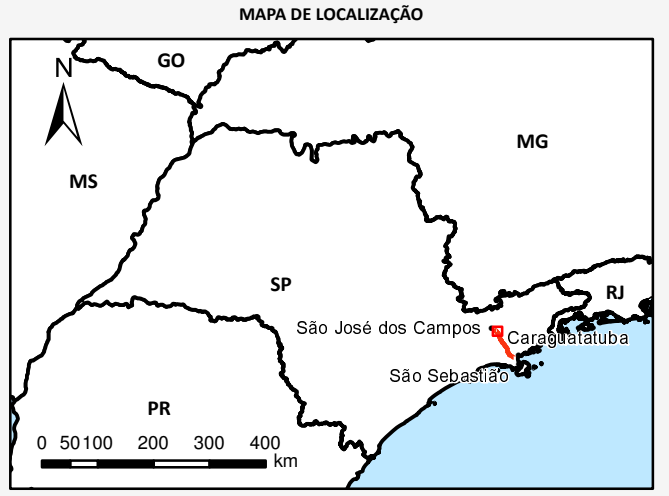 MAPA DE LOCALIZAÇÃO
GO
N
MG
MS
SP
RJ
São José dos Campos
Caraguatatuba
São Sebastião
PR
0 50 100 200 300 400
km